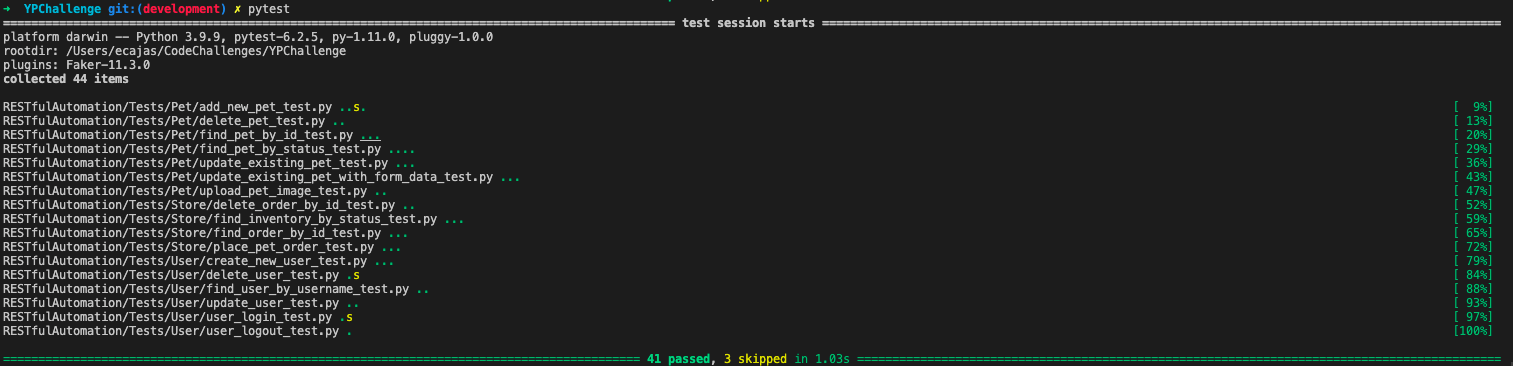 ➜  YPChallenge git:(development) ✗ pytest
=== test session starts ===
platform darwin -- Python 3.9.9, pytest-6.2.5, py-1.11.0, pluggy-1.0.0
rootdir: /Users/ecajas/CodeChallenges/YPChallenge
plugins: Faker-11.3.0
collected 44 items
RESTfulAutomation/Tests/Pet/add_new_pet_test.py ..s. [  9%]
RESTfulAutomation/Tests/Pet/delete_pet_test.py .. [ 13%]
RESTfulAutomation/Tests/Pet/find_pet_by_id_test.py ... [ 20%]
RESTfulAutomation/Tests/Pet/find_pet_by_status_test.py .... [ 29%]
RESTfulAutomation/Tests/Pet/update_existing_pet_test.py ... [ 36%]
RESTfulAutomation/Tests/Pet/update_existing_pet_with_form_data_test.py ... [ 43%]
RESTfulAutomation/Tests/Pet/upload_pet_image_test.py .. [ 47%]
RESTfulAutomation/Tests/Store/delete_order_by_id_test.py .. [ 52%]
RESTfulAutomation/Tests/Store/find_inventory_by_status_test.py ... [ 59%]
RESTfulAutomation/Tests/Store/find_order_by_id_test.py ... [ 65%]
RESTfulAutomation/Tests/Store/place_pet_order_test.py ... [ 72%]
RESTfulAutomation/Tests/User/create_new_user_test.py ... [ 79%]
RESTfulAutomation/Tests/User/delete_user_test.py .s [ 84%]
RESTfulAutomation/Tests/User/find_user_by_username_test.py .. [ 88%]
RESTfulAutomation/Tests/User/update_user_test.py .. [ 93%]
RESTfulAutomation/Tests/User/user_login_test.py .s [ 97%]
RESTfulAutomation/Tests/User/user_logout_test.py . [100%]
=== 41 passed, 3 skipped in 1.03s ===